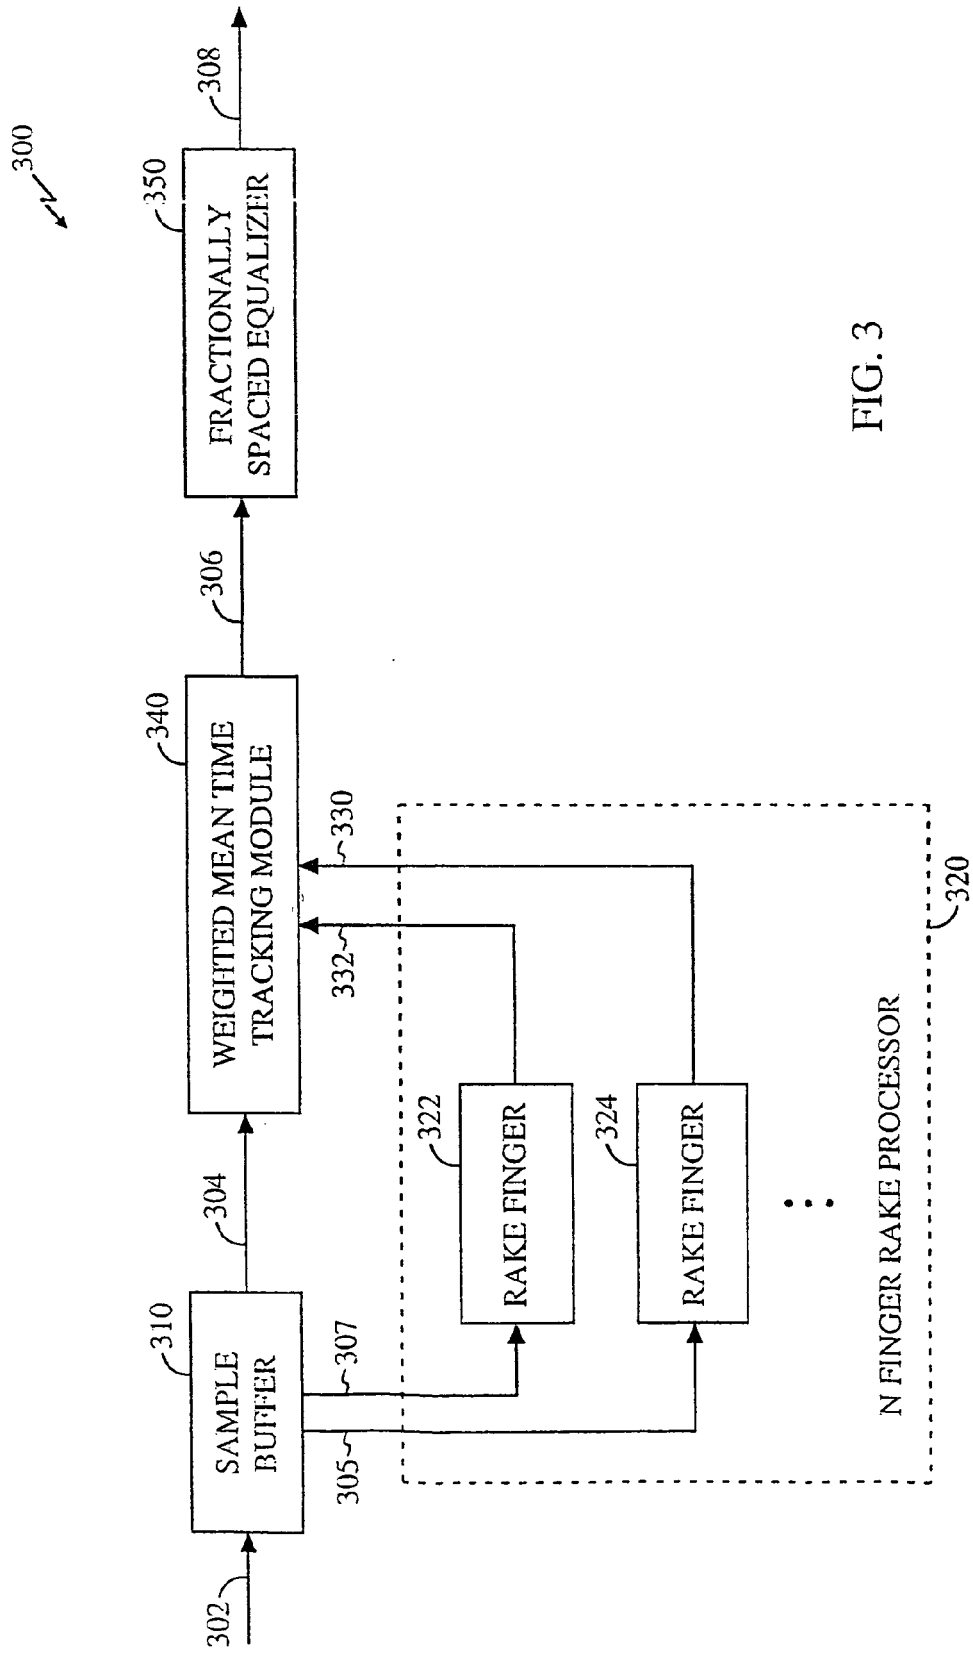 300
302
SAMPLE
BUFFER
310
304
WEIGHTED MEAN TIME
TRACKING MODULE
340
306
FRACTIONALLY
SPACED EQUALIZER
350
308
305
307
332
330
RAKE FINGER
322
RAKE FINGER
324
N FINGER RAKE PROCESSOR
320
FIG. 3